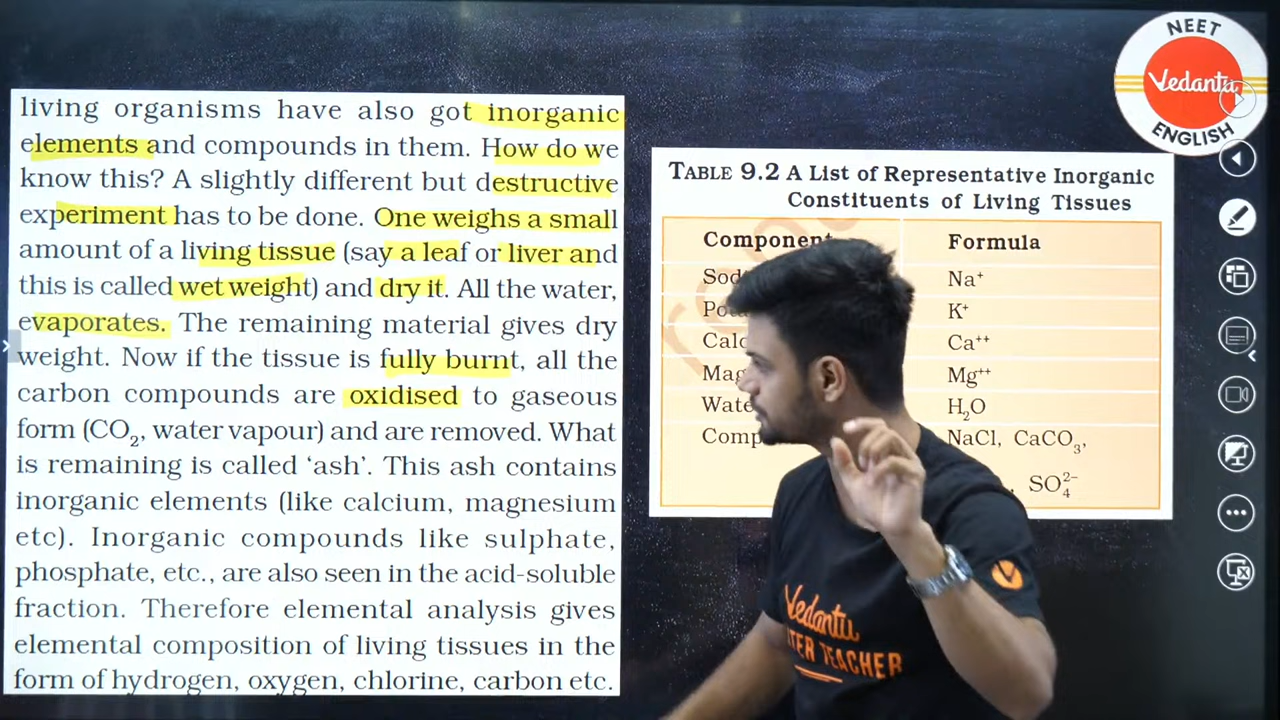 living organisms have also got inorganic
elements and compounds in them. How do we
know this? A slightly different but destructive
experiment has to be done. One weighs a small
amount of a living tissue (say a leaf or liver and
this is called wet weight) and dry it. All the water,
evaporates. The remaining material gives dry
weight. Now if the tissue is fully burnt, all the
carbon compounds are oxidised to gaseous
form (CO₂, water vapour) and are removed. What
is remaining is called ‘ash’. This ash contains
inorganic elements (like calcium, magnesium
etc). Inorganic compounds like sulphate,
phosphate, etc., are also seen in the acid-soluble
fraction. Therefore elemental analysis gives
elemental composition of living tissues in the
form of hydrogen, oxygen, chlorine, carbon etc.
NEET
Vedantu
ENGLISH
TABLE 9.2 A List of Representative Inorganic
Constituents of Living Tissues
Component Formula
Na⁺
K⁺
Ca⁺⁺
Mg⁺⁺
H₂O
NaCl, CaCO₃,
, SO₄²⁻
Vedantu
TEACHER